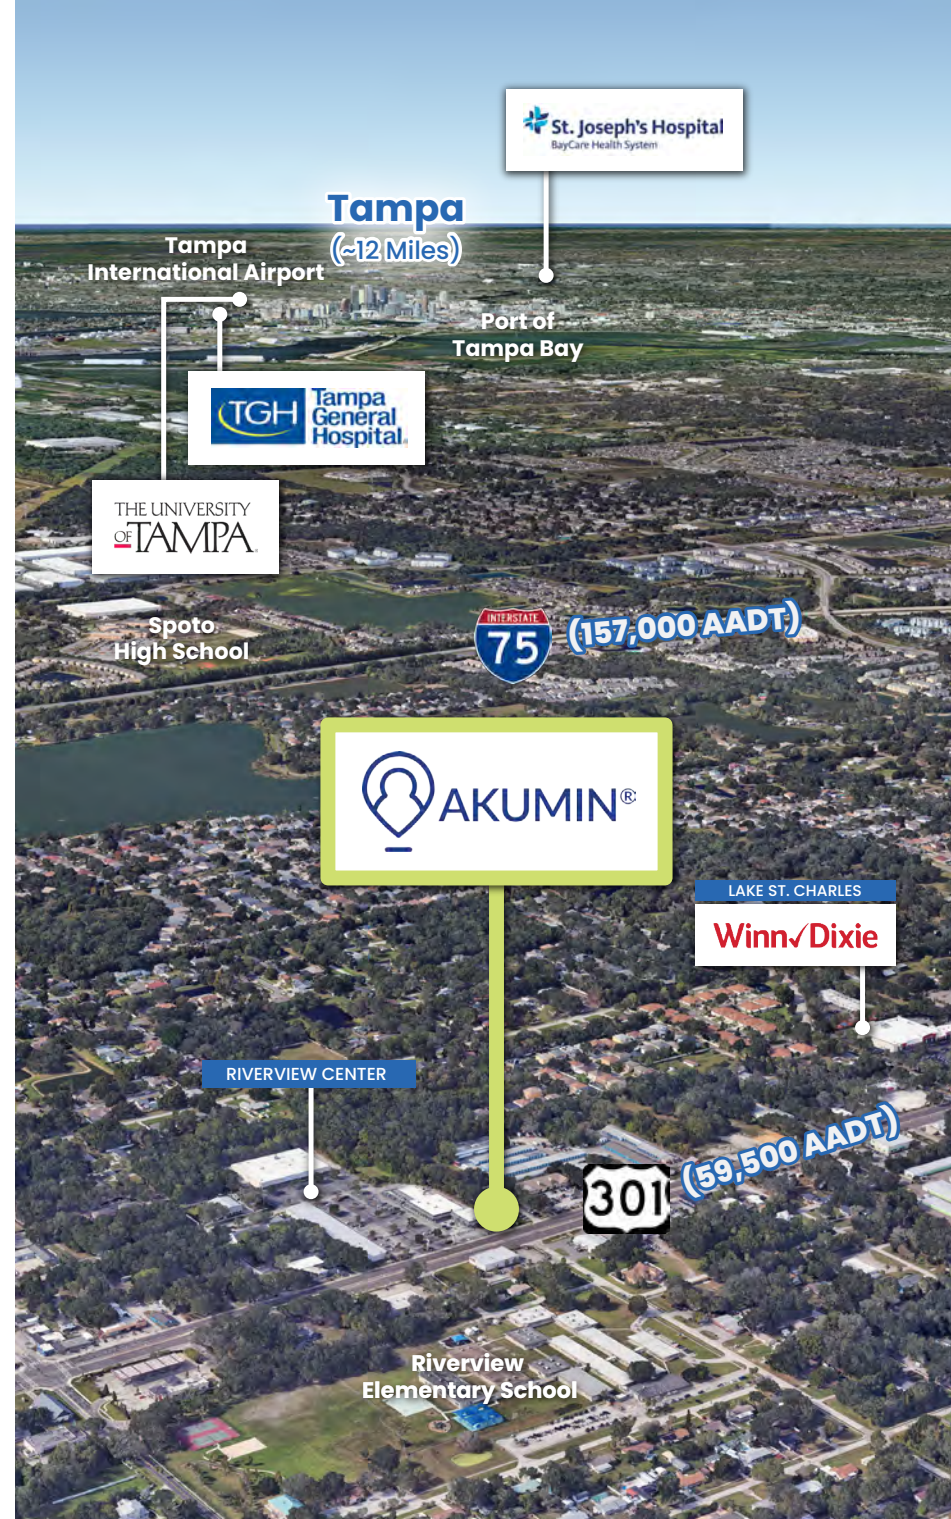 St. Joseph's Hospital
BayCare Health System
Tampa
(~12 Miles)
Tampa
International Airport
Port of
Tampa Bay
TGH
Tampa
General
Hospital®
THE UNIVERSITY
OF TAMPA.
Spoto
High School
INTERSTATE
75
(157,000 AADT)
AKUMIN®
LAKE ST. CHARLES
Winn✓Dixie
RIVERVIEW CENTER
301
(59,500 AADT)
Riverview
Elementary School